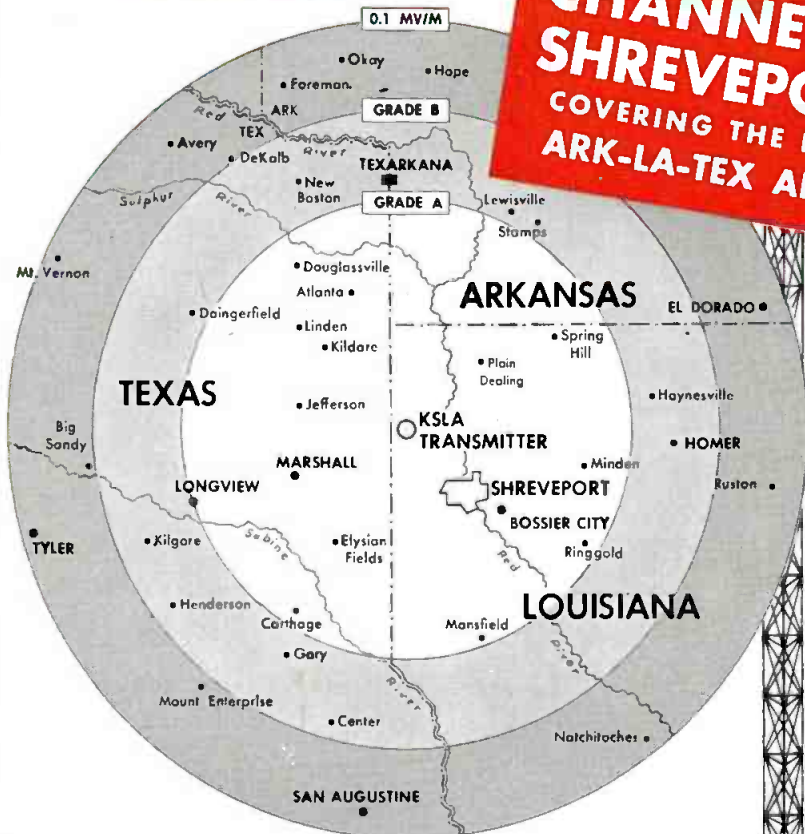 0.1 MV/M
CHANNE
SHREVEPO
COVERING THE
ARK-LA-TEX A
Okay
Hope
Foreman
ARK
TEX
GRADE B
Red
River
Avery
DeKalb
TEXARKANA
New
Boston
GRADE A
Lewisville
Stamps
Sulphur
River
Mt. Vernon
Douglassville
Atlanta
ARKANSAS
EL DORADO
Daingerfield
Linden
Kildare
Spring
Hill
Plain
Dealing
TEXAS
Jefferson
Haynesville
KSLA
TRANSMITTER
HOMER
Big
Sandy
MARSHALL
Minden
LONGVIEW
SHREVEPORT
Ruston
BOSSIER CITY
TYLER
Kilgore
Sabine
Elysian
Fields
Red
Ringgold
Henderson
Carthage
LOUISIANA
Mansfield
Gary
River
River
Mount Enterprise
Center
Natchitoches
SAN AUGUSTINE